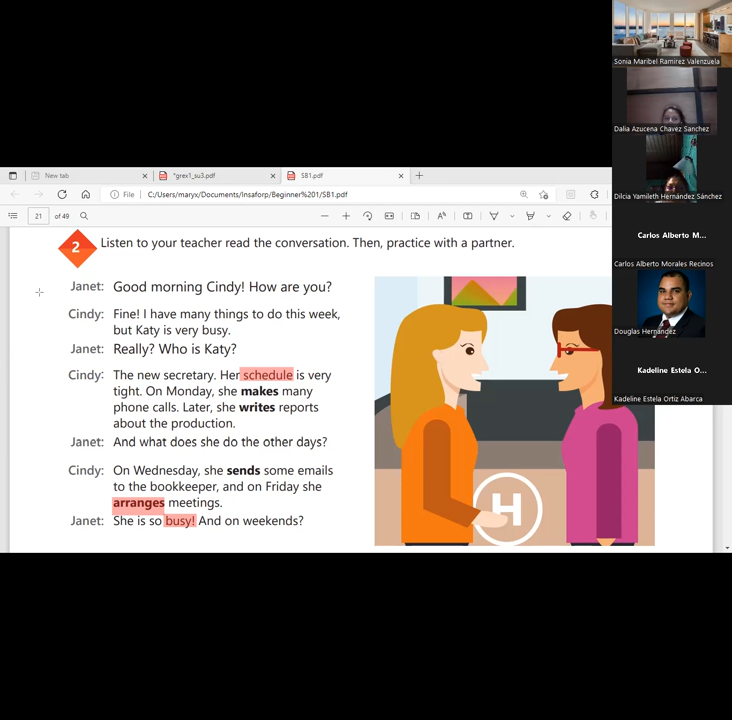 New tab
*grex1_su3.pdf
SB1.pdf
File
C:/Users/maryx/Documents/Insaforp/Beginner%201/SB1.pdf
21
of 49
2
Listen to your teacher read the conversation. Then, practice with a partner.
Janet: Good morning Cindy! How are you?
Cindy: Fine! I have many things to do this week,
but Katy is very busy.
Janet: Really? Who is Katy?
Cindy: The new secretary. Her schedule is very
tight. On Monday, she makes many
phone calls. Later, she writes reports
about the production.
Janet: And what does she do the other days?
Cindy: On Wednesday, she sends some emails
to the bookkeeper, and on Friday she
arranges meetings.
Janet: She is so busy! And on weekends?
H
Sonia Maribel Ramirez Valenzuela
Dalia Azucena Chavez Sanchez
Dilcia Yamileth Hernández Sánchez
Carlos Alberto M...
Carlos Alberto Morales Recinos
Douglas Hernández
Kadeline Estela O...
Kadeline Estela Ortiz Abarca